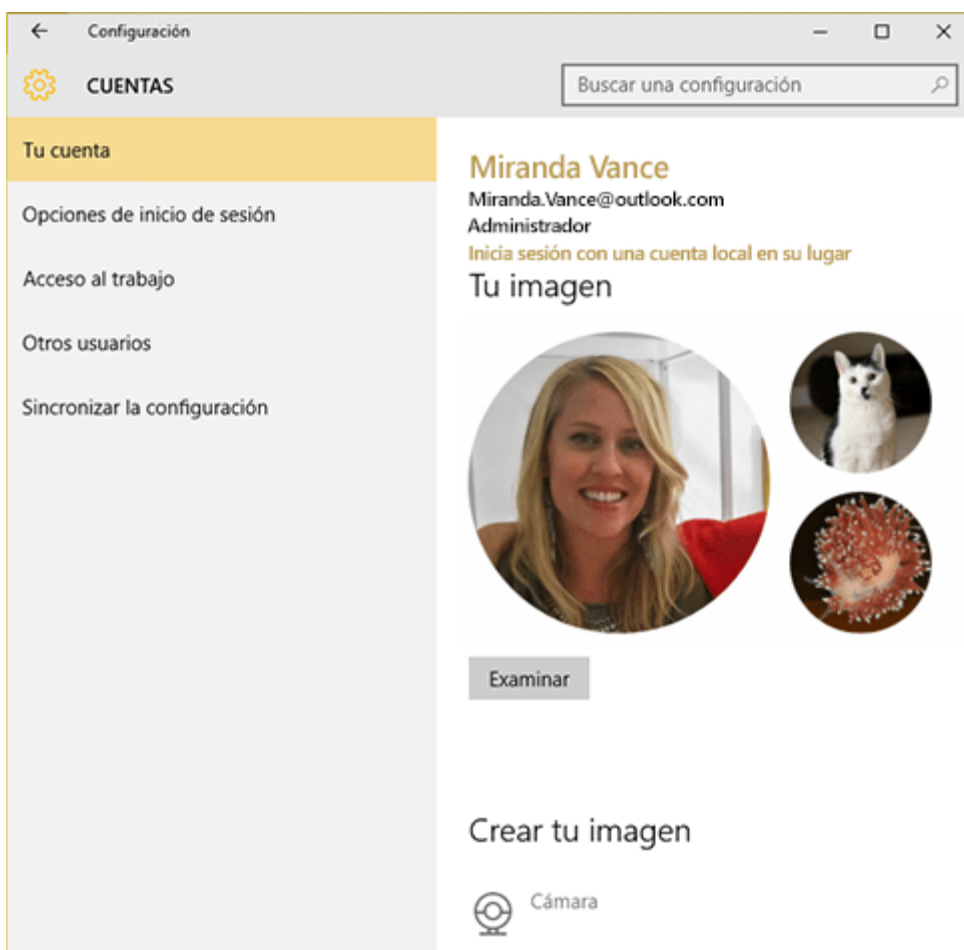 Configuración
CUENTAS
Buscar una configuración
Tu cuenta
Opciones de inicio de sesión
Acceso al trabajo
Otros usuarios
Sincronizar la configuración
Miranda Vance
Miranda.Vance@outlook.com
Administrador
Inicia sesión con una cuenta local en su lugar
Tu imagen
Examinar
Crear tu imagen
Cámara